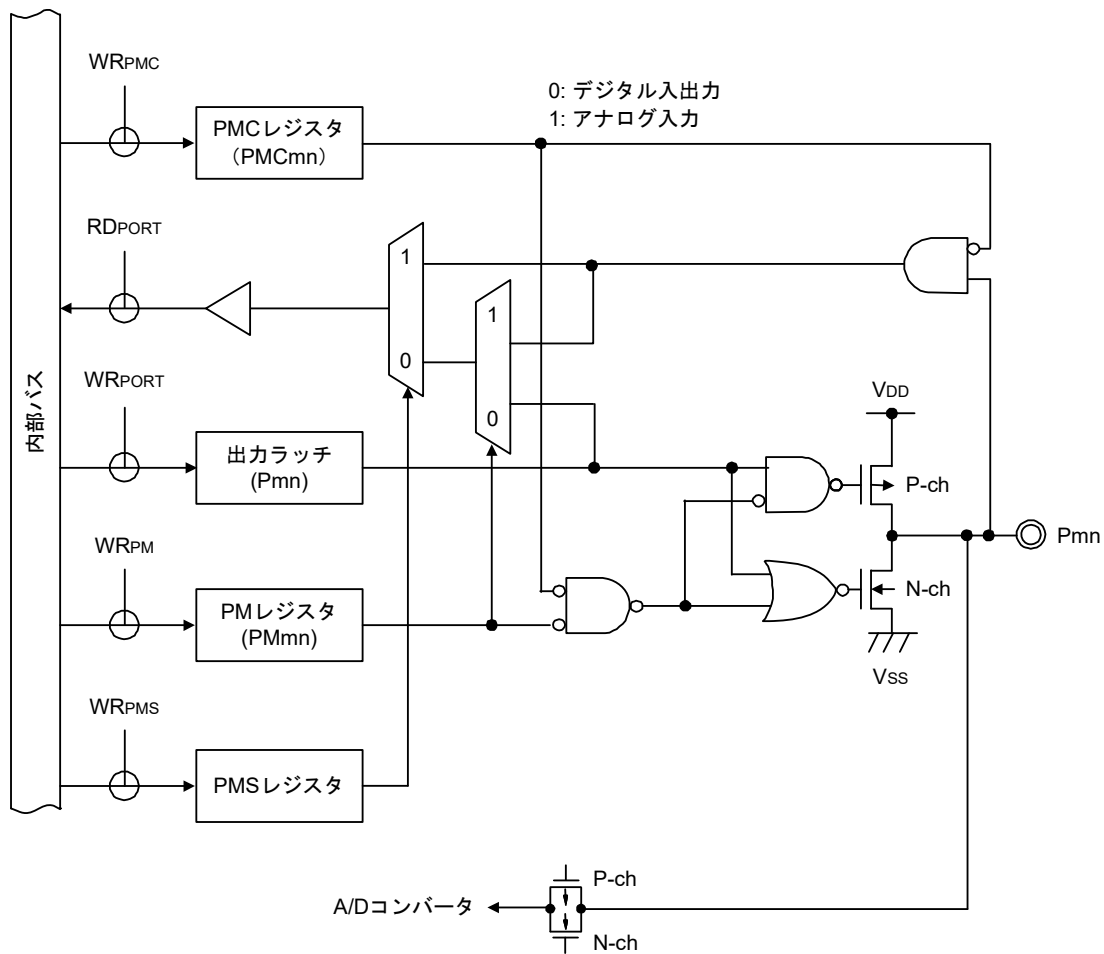 WRPMC
0: デジタル入出力
1: アナログ入力
PMCレジスタ
（PMCmn）
RDPORT
1
1
0
0
内部バス
WRPORT
VDD
出力ラッチ
(Pmn)
P-ch
Pmn
WRPM
N-ch
PMレジスタ
(PMmn)
VSS
WRPMS
PMSレジスタ
P-ch
A/Dコンバータ
N-ch